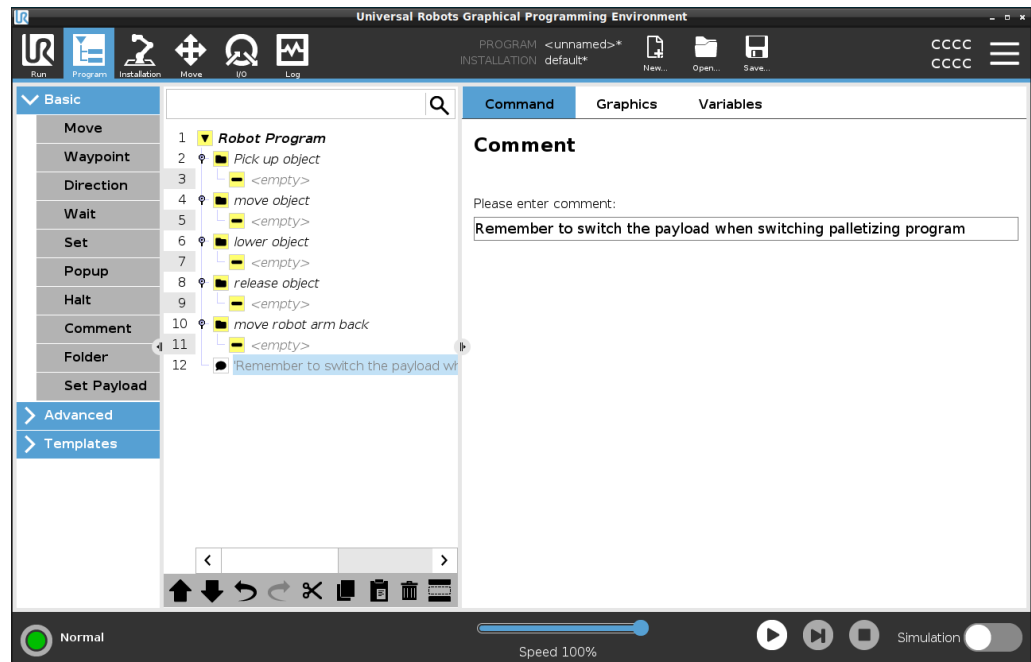 Universal Robots Graphical Programming Environment
UR
Run
Program
Installation
Move
I/O
Log
PROGRAM <unnamed>*
INSTALLATION default*
New...
Open...
Save...
CCCC
CCCC
Basic
Move
Waypoint
Direction
Wait
Set
Popup
Halt
Comment
Folder
Set Payload
Advanced
Templates
1 Robot Program
2 Pick up object
3 <empty>
4 move object
5 <empty>
6 lower object
7 <empty>
8 release object
9 <empty>
10 move robot arm back
11 <empty>
12 'Remember to switch the payload wh
Command Graphics Variables
Comment
Please enter comment:
Remember to switch the payload when switching palletizing program
Normal
Speed 100%
Simulation